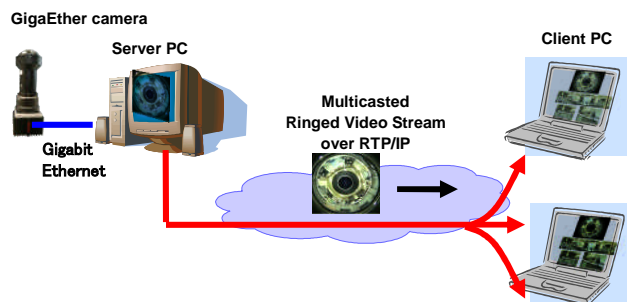 GigaEther camera
Server PC
Client PC
Multicasted
Ringed Video Stream
over RTP/IP
Gigabit
Ethernet